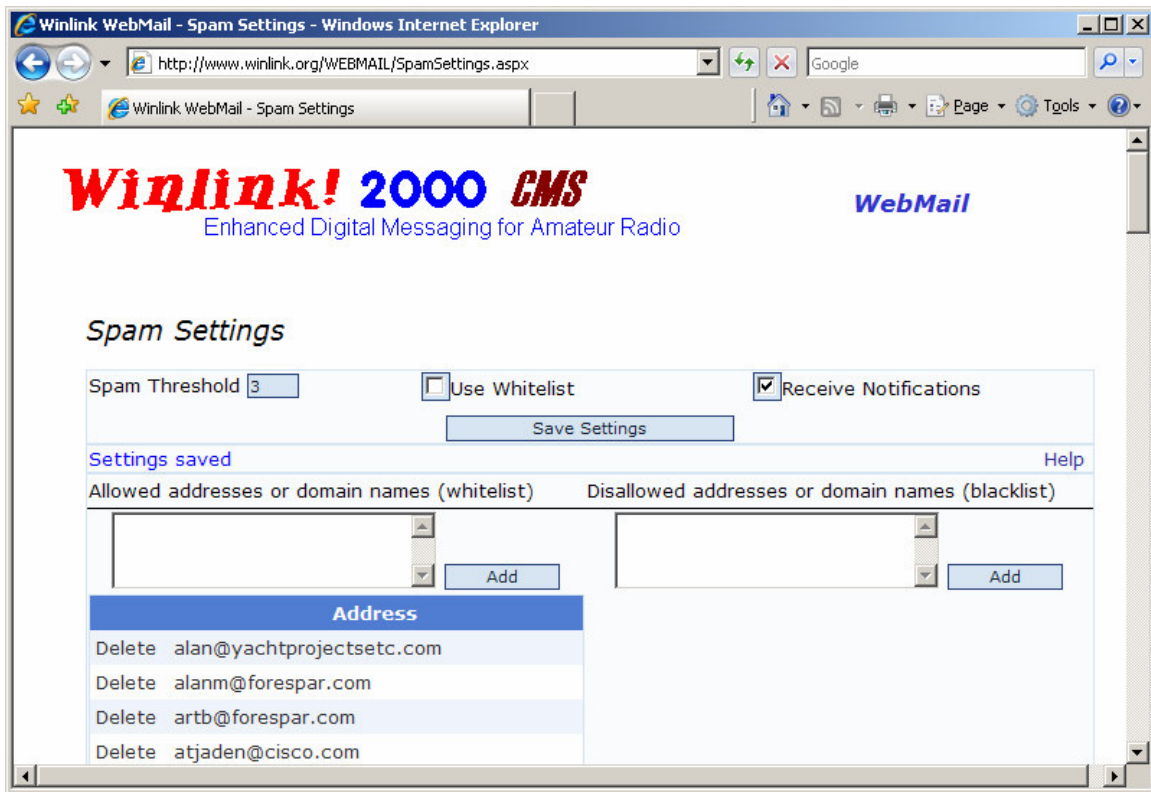 Winlink WebMail - Spam Settings - Windows Internet Explorer
http://www.winlink.org/WEBMAIL/SpamSettings.aspx
Google
Winlink WebMail - Spam Settings
Page
Tools
Winlink! 2000 CMS
WebMail
Enhanced Digital Messaging for Amateur Radio
Spam Settings
Spam Threshold 3
Use Whitelist
Receive Notifications
Save Settings
Settings saved
Help
Allowed addresses or domain names (whitelist)
Disallowed addresses or domain names (blacklist)
Add
Add
Address
Delete alan@yachtprojectsetc.com
Delete alanm@forespar.com
Delete artb@forespar.com
Delete atjaden@cisco.com